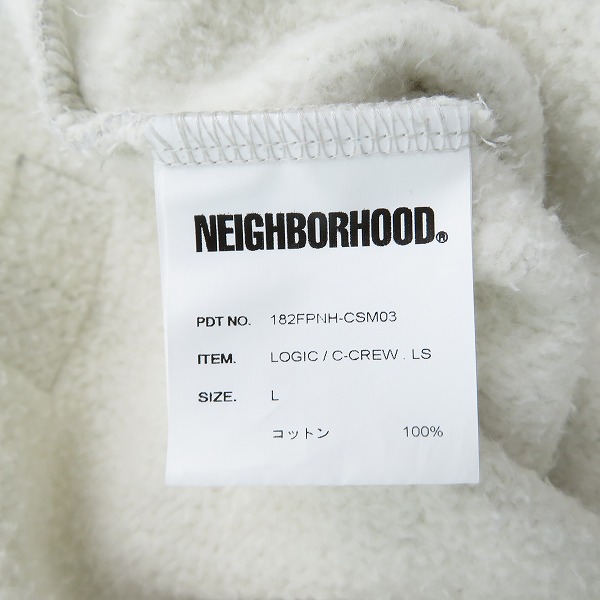 NEIGHBORHOOD®
PDT NO. 182FPNH-CSM03
ITEM. LOGIC / C-CREW . LS
SIZE. L
コットン 100%